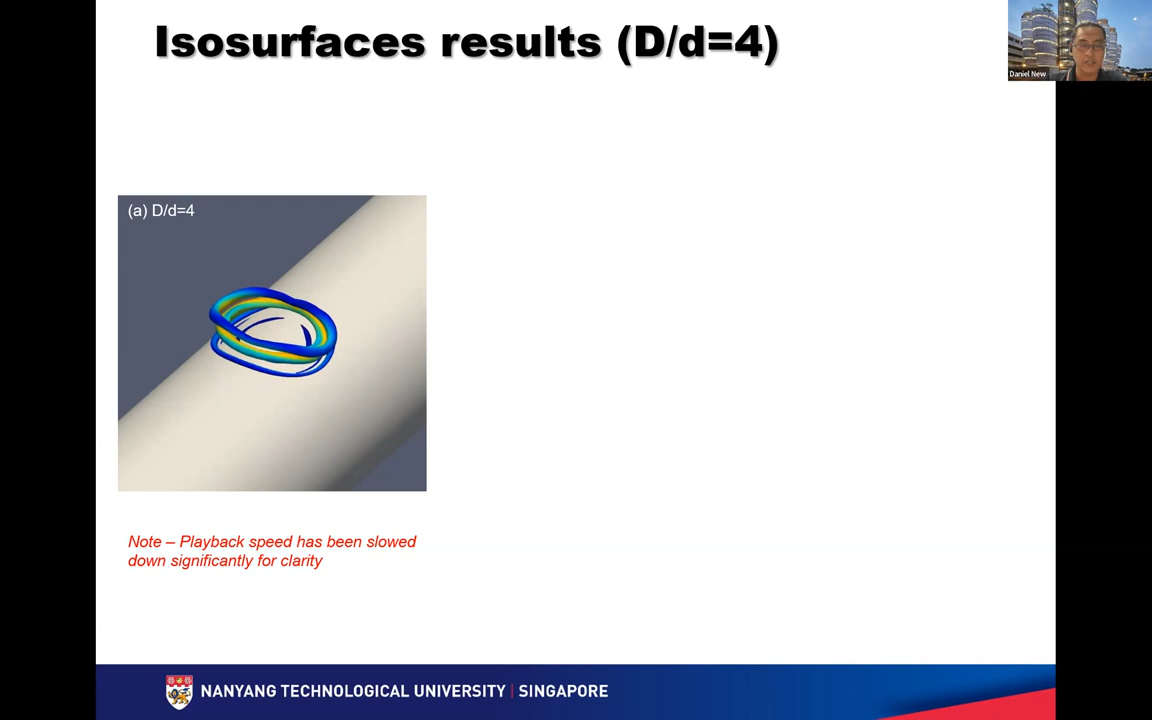 Isosurfaces results (D/d=4)
Daniel New
(a) D/d=4
Note – Playback speed has been slowed
down significantly for clarity
NANYANG TECHNOLOGICAL UNIVERSITY | SINGAPORE